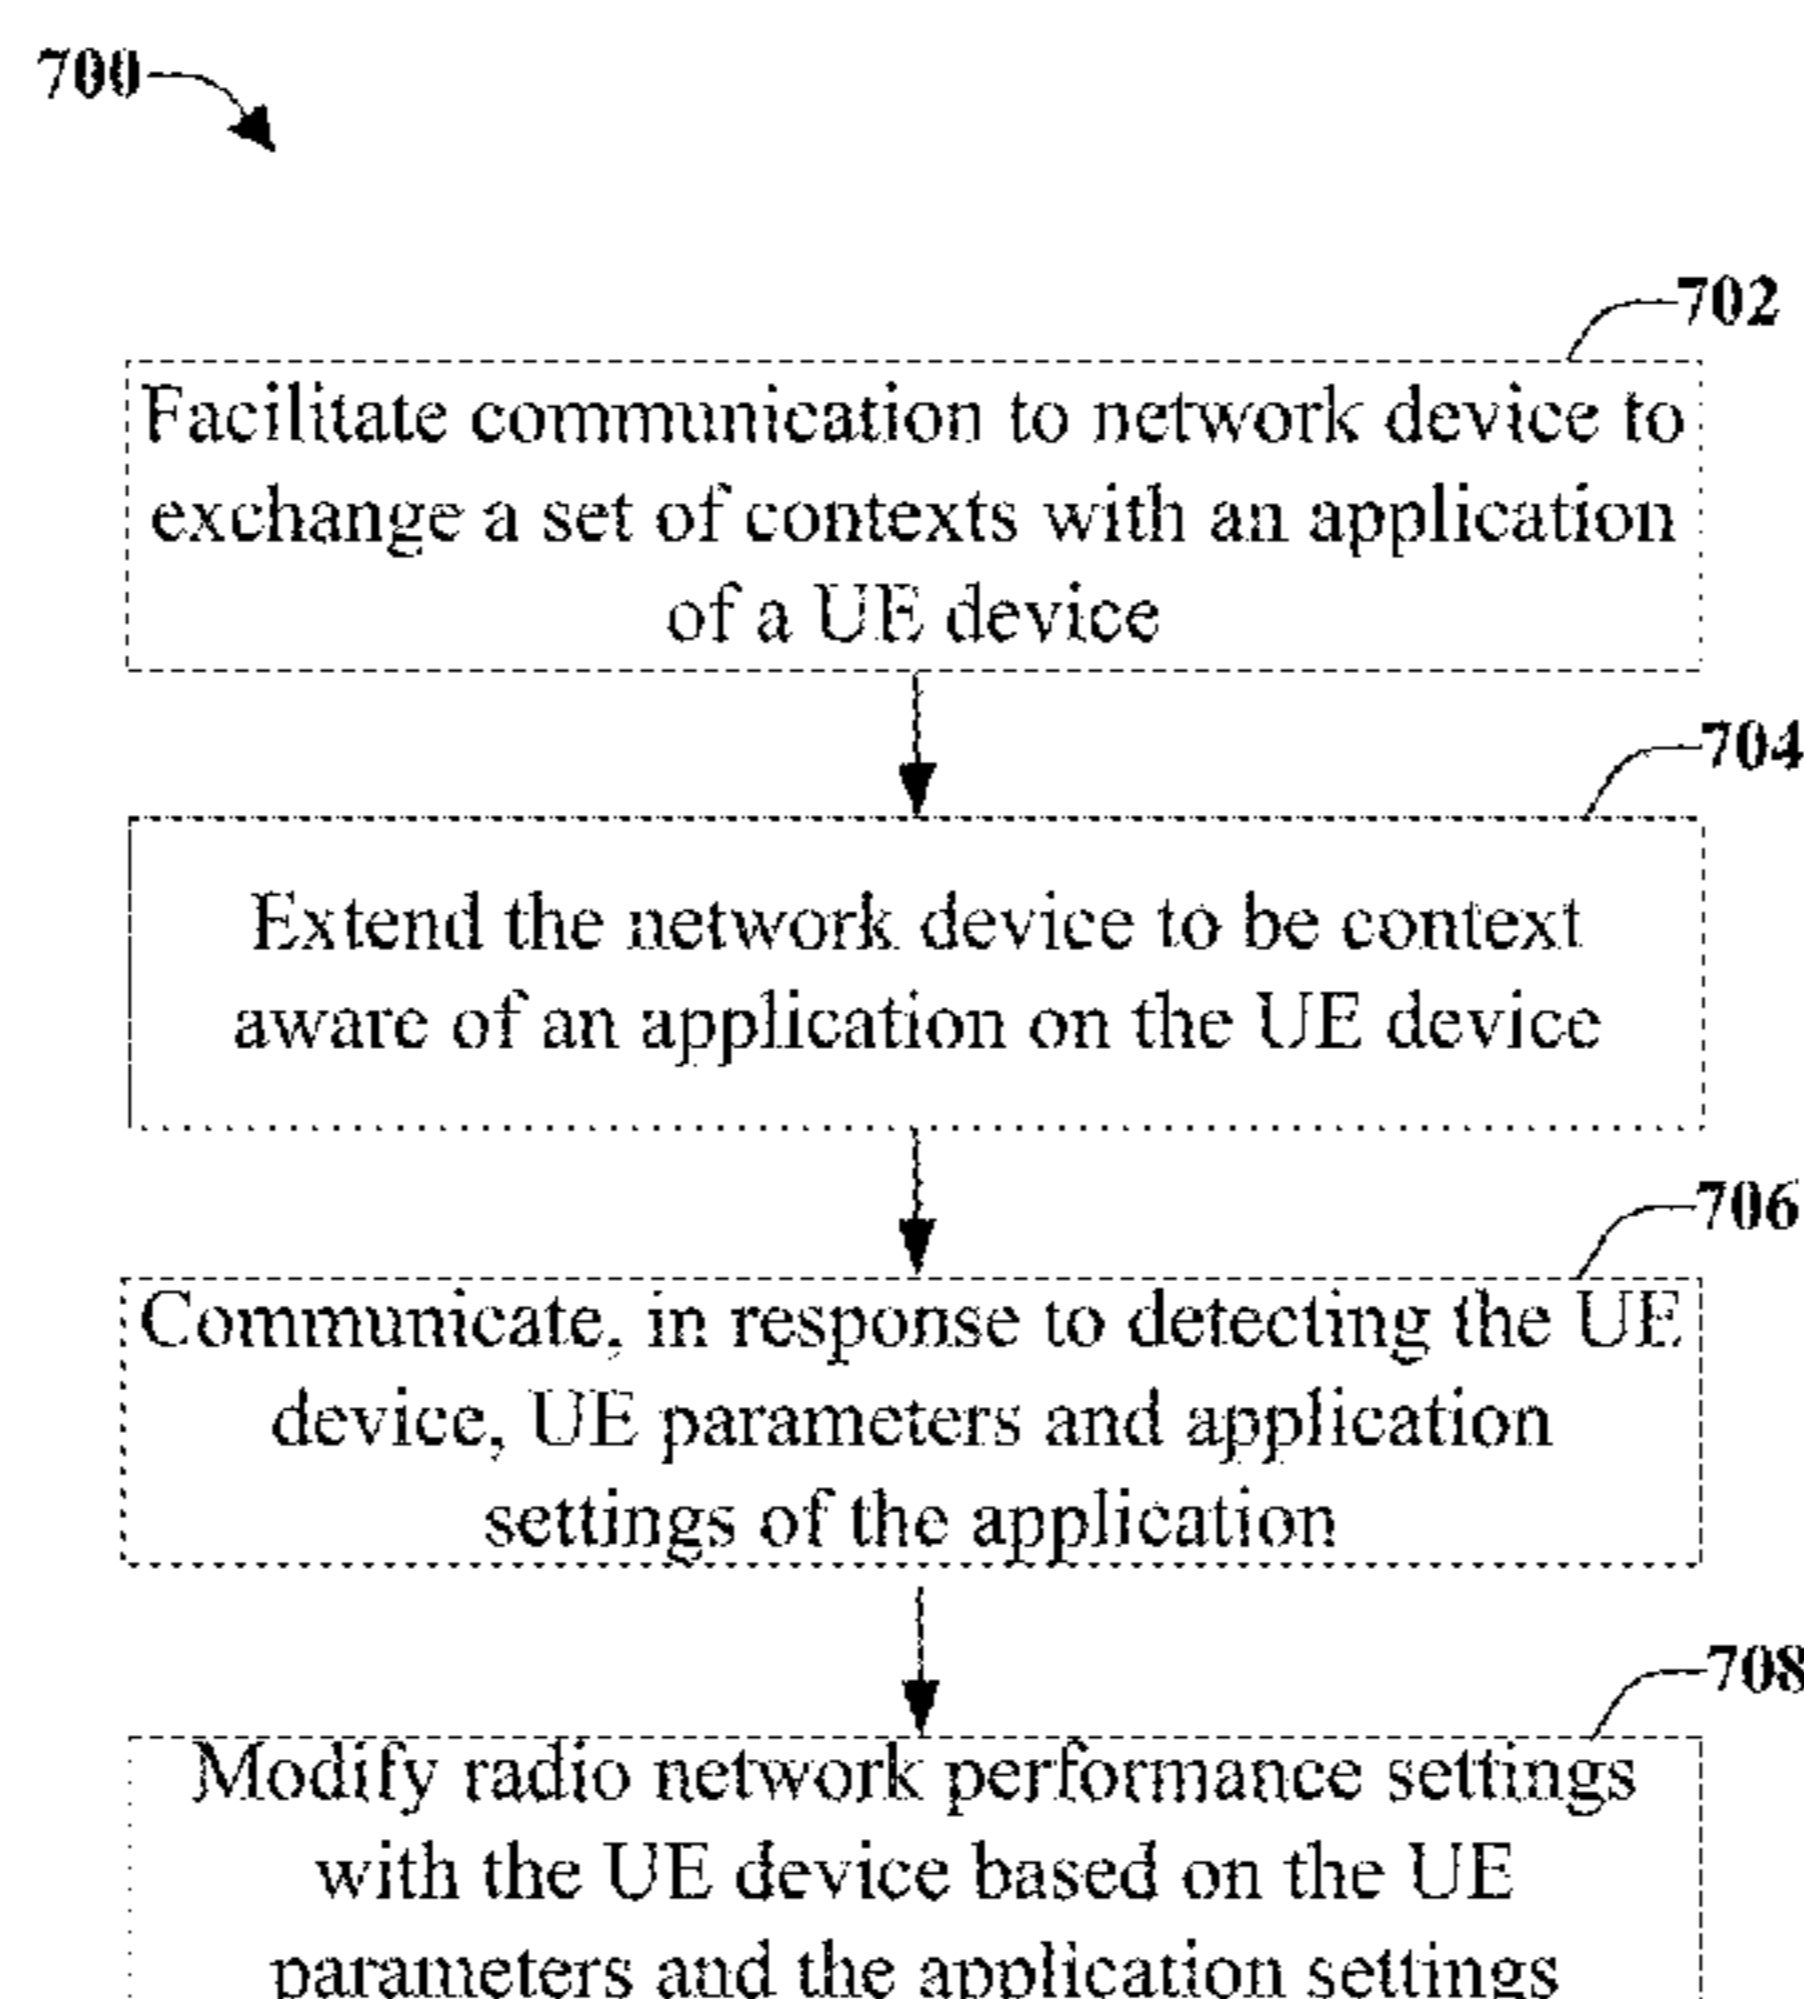 700
702
Facilitate communication to network device to
exchange a set of contexts with an application
of a UE device
704
Extend the network device to be context
aware of an application on the UE device
706
Communicate, in response to detecting the UE
device, UE parameters and application
settings of the application
708
Modify radio network performance settings
with the UE device based on the UE
parameters and the application settings